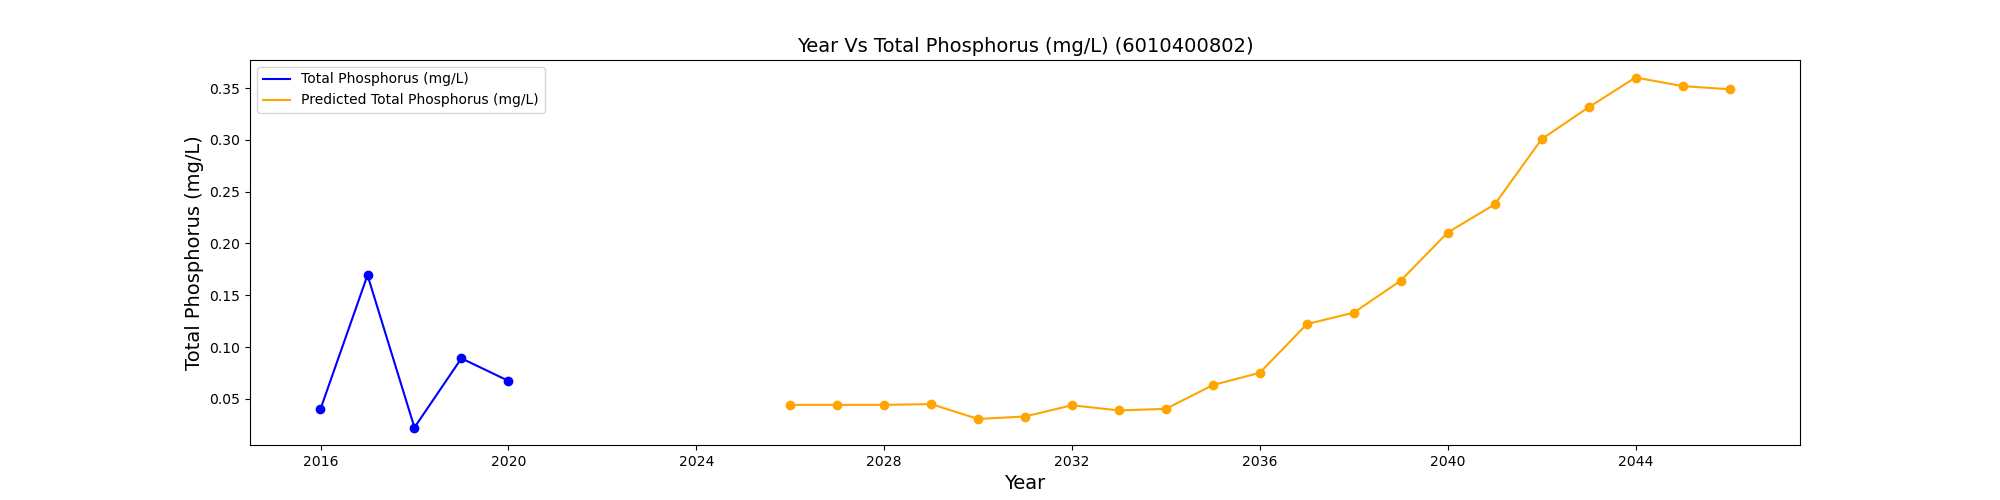 Year Vs Total Phosphorus (mg/L) (6010400802)
Total Phosphorus (mg/L)
Predicted Total Phosphorus (mg/L)
Total Phosphorus (mg/L)
0.35
0.30
0.25
0.20
0.15
0.10
0.05
2016 2020 2024 2028 2032 2036 2040 2044
Year